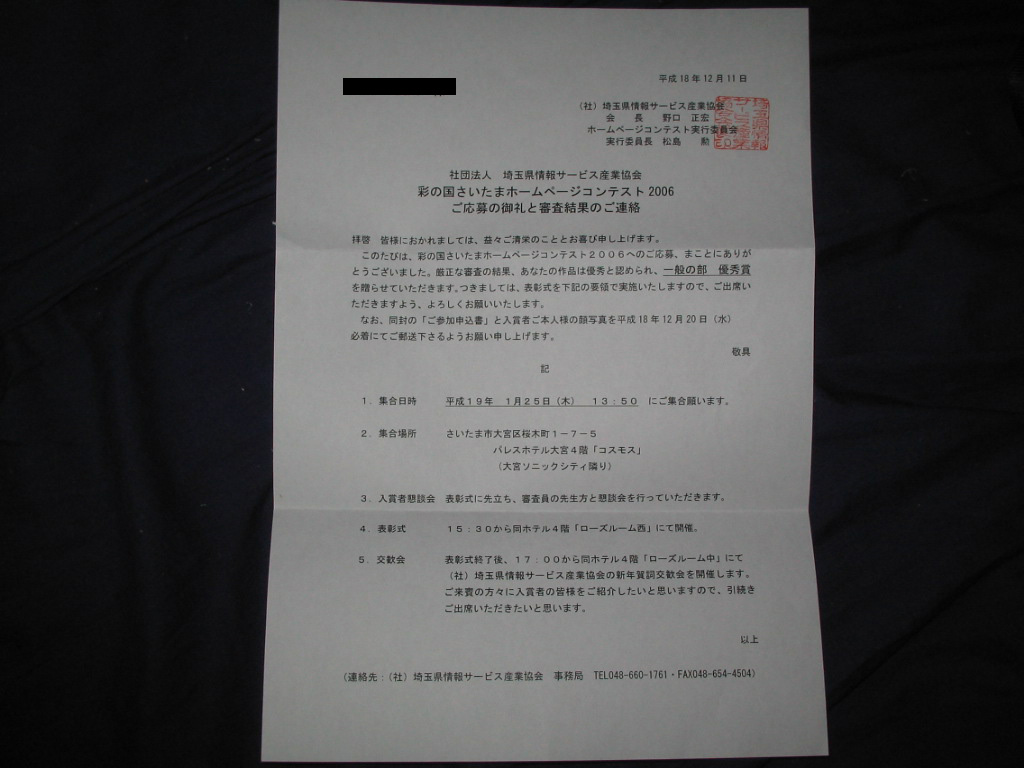 平成18年12月11日
（社）埼玉県情報サービス産業協会
会　長　野口　正宏
ホームページコンテスト実行委員会
実行委員長　松島　勲
社団法人　埼玉県情報サービス産業協会
彩の国さいたまホームページコンテスト2006
ご応募の御礼と審査結果のご連絡
拝啓　皆様におかれましては、益々ご清栄のこととお喜び申し上げます。
このたびは、彩の国さいたまホームページコンテスト２００６へのご応募、まことにありが
とうございました。厳正な審査の結果、あなたの作品は優秀と認められ、一般の部　優秀賞
を贈らせていただきます。つきましては、表彰式を下記の要領で実施いたしますので、ご出席い
ただきますよう、よろしくお願いいたします。
なお、同封の「ご参加申込書」と入賞者ご本人様の顔写真を平成18年12月20日（水）
必着にてご郵送下さるようお願い申し上げます。
敬具
記
１．集合日時　平成１９年　１月２５日（木）　１３：５０　にご集合願います。
２．集合場所　さいたま市大宮区桜木町１－７－５
パレスホテル大宮４階「コスモス」
（大宮ソニックシティ隣り）
３．入賞者懇談会　表彰式に先立ち、審査員の先生方と懇談会を行っていただきます。
４．表彰式　１５：３０から同ホテル４階「ローズルーム西」にて開催。
５．交歓会　表彰式終了後、１７：００から同ホテル４階「ローズルーム中」にて
（社）埼玉県情報サービス産業協会の新年賀詞交歓会を開催します。
ご来賓の方々に入賞者の皆様をご紹介したいと思いますので、引続き
ご出席いただきたいと思います。
以上
（連絡先：（社）埼玉県情報サービス産業協会　事務局　TEL048-660-1761・FAX048-654-4504）